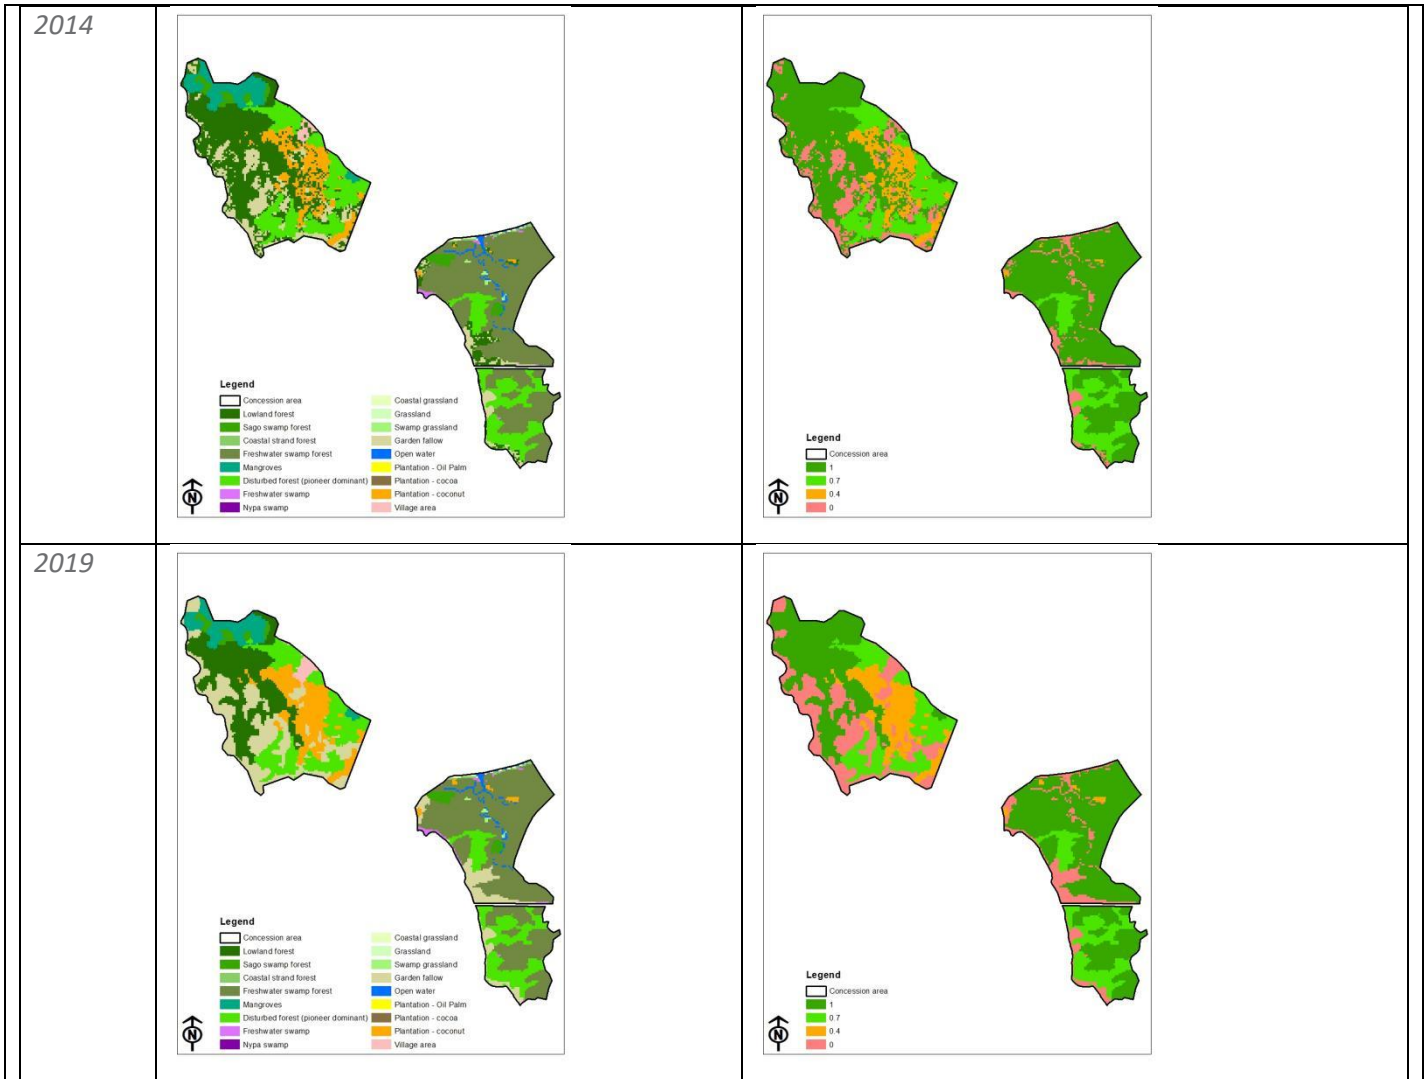 2014
Legend
Concession area
Lowland forest
Sago swamp forest
Coastal strand forest
Freshwater swamp forest
Mangroves
Disturbed forest (pioneer dominant)
Freshwater swamp
Nypa swamp
Coastal grassland
Grassland
Swamp grassland
Garden fallow
Open water
Plantation - Oil Palm
Plantation - cocoa
Plantation - coconut
Village area
N
Legend
Concession area
1
0.7
0.4
0
N
2019
Legend
Concession area
Lowland forest
Sago swamp forest
Coastal strand forest
Freshwater swamp forest
Mangroves
Disturbed forest (pioneer dominant)
Freshwater swamp
Nypa swamp
Coastal grassland
Grassland
Swamp grassland
Garden fallow
Open water
Plantation - Oil Palm
Plantation - cocoa
Plantation - coconut
Village area
N
Legend
Concession area
1
0.7
0.4
0
N